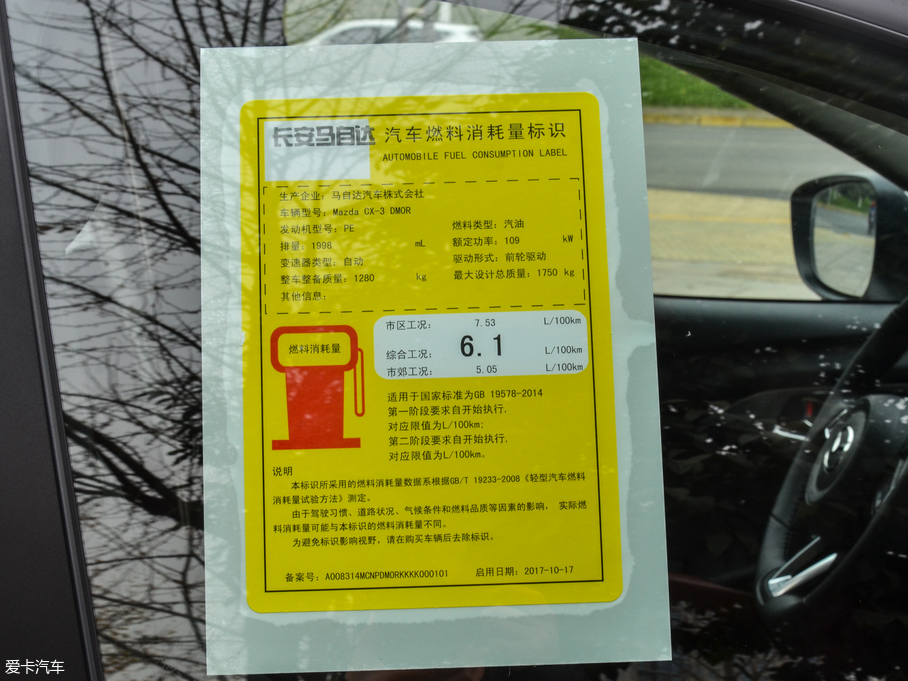 长安马自达 汽车燃料消耗量标识
AUTOMOBILE FUEL CONSUMPTION LABEL
生产企业：马自达汽车株式会社
车辆型号：Mazda CX-3 DMOR
发动机型号：PE 燃料类型：汽油
排量：1998 mL 额定功率：109 kW
变速器类型：自动 驱动形式：前轮驱动
整车整备质量：1280 kg 最大设计总质量：1750 kg
其他信息：
燃料消耗量
市区工况： 7.53 L/100km
综合工况： 6.1 L/100km
市郊工况： 5.05 L/100km
适用于国家标准为GB 19578-2014
第一阶段要求自开始执行,
对应限值为L/100km;
第二阶段要求自开始执行,
对应限值为L/100km。
说明
本标识所采用的燃料消耗量数据系根据GB/T 19233-2008《轻型汽车燃料
消耗量试验方法》测定。
由于驾驶习惯、道路状况、气候条件和燃料品质等因素的影响， 实际燃
料消耗量可能与本标识的燃料消耗量不同。
为避免标识影响视野，请在购买车辆后去除标识。
备案号：A008314MCNPDMORKKKK000101 启用日期：2017-10-17
爱卡汽车